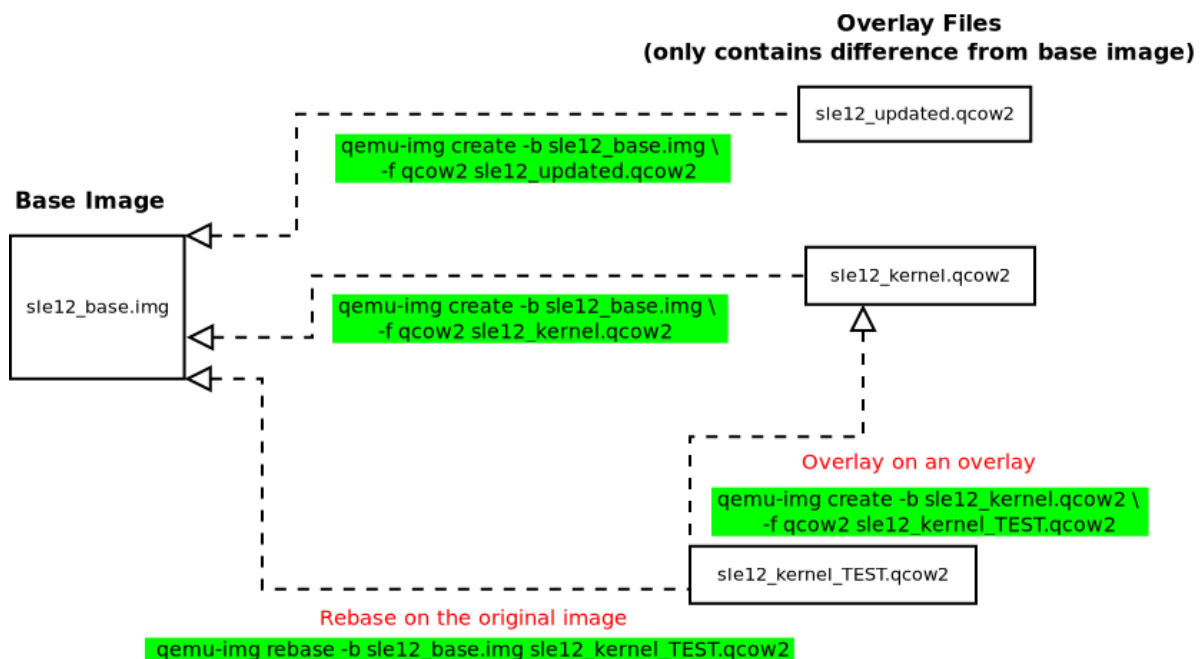 Overlay Files
(only contains difference from base image)
sle12_updated.qcow2
qemu-img create -b sle12_base.img \
-f qcow2 sle12_updated.qcow2
Base Image
sle12_base.img
sle12_kernel.qcow2
qemu-img create -b sle12_base.img \
-f qcow2 sle12_kernel.qcow2
Overlay on an overlay
qemu-img create -b sle12_kernel.qcow2 \
-f qcow2 sle12_kernel_TEST.qcow2
sle12_kernel_TEST.qcow2
Rebase on the original image
qemu-img rebase -b sle12_base.img sle12_kernel_TEST.qcow2